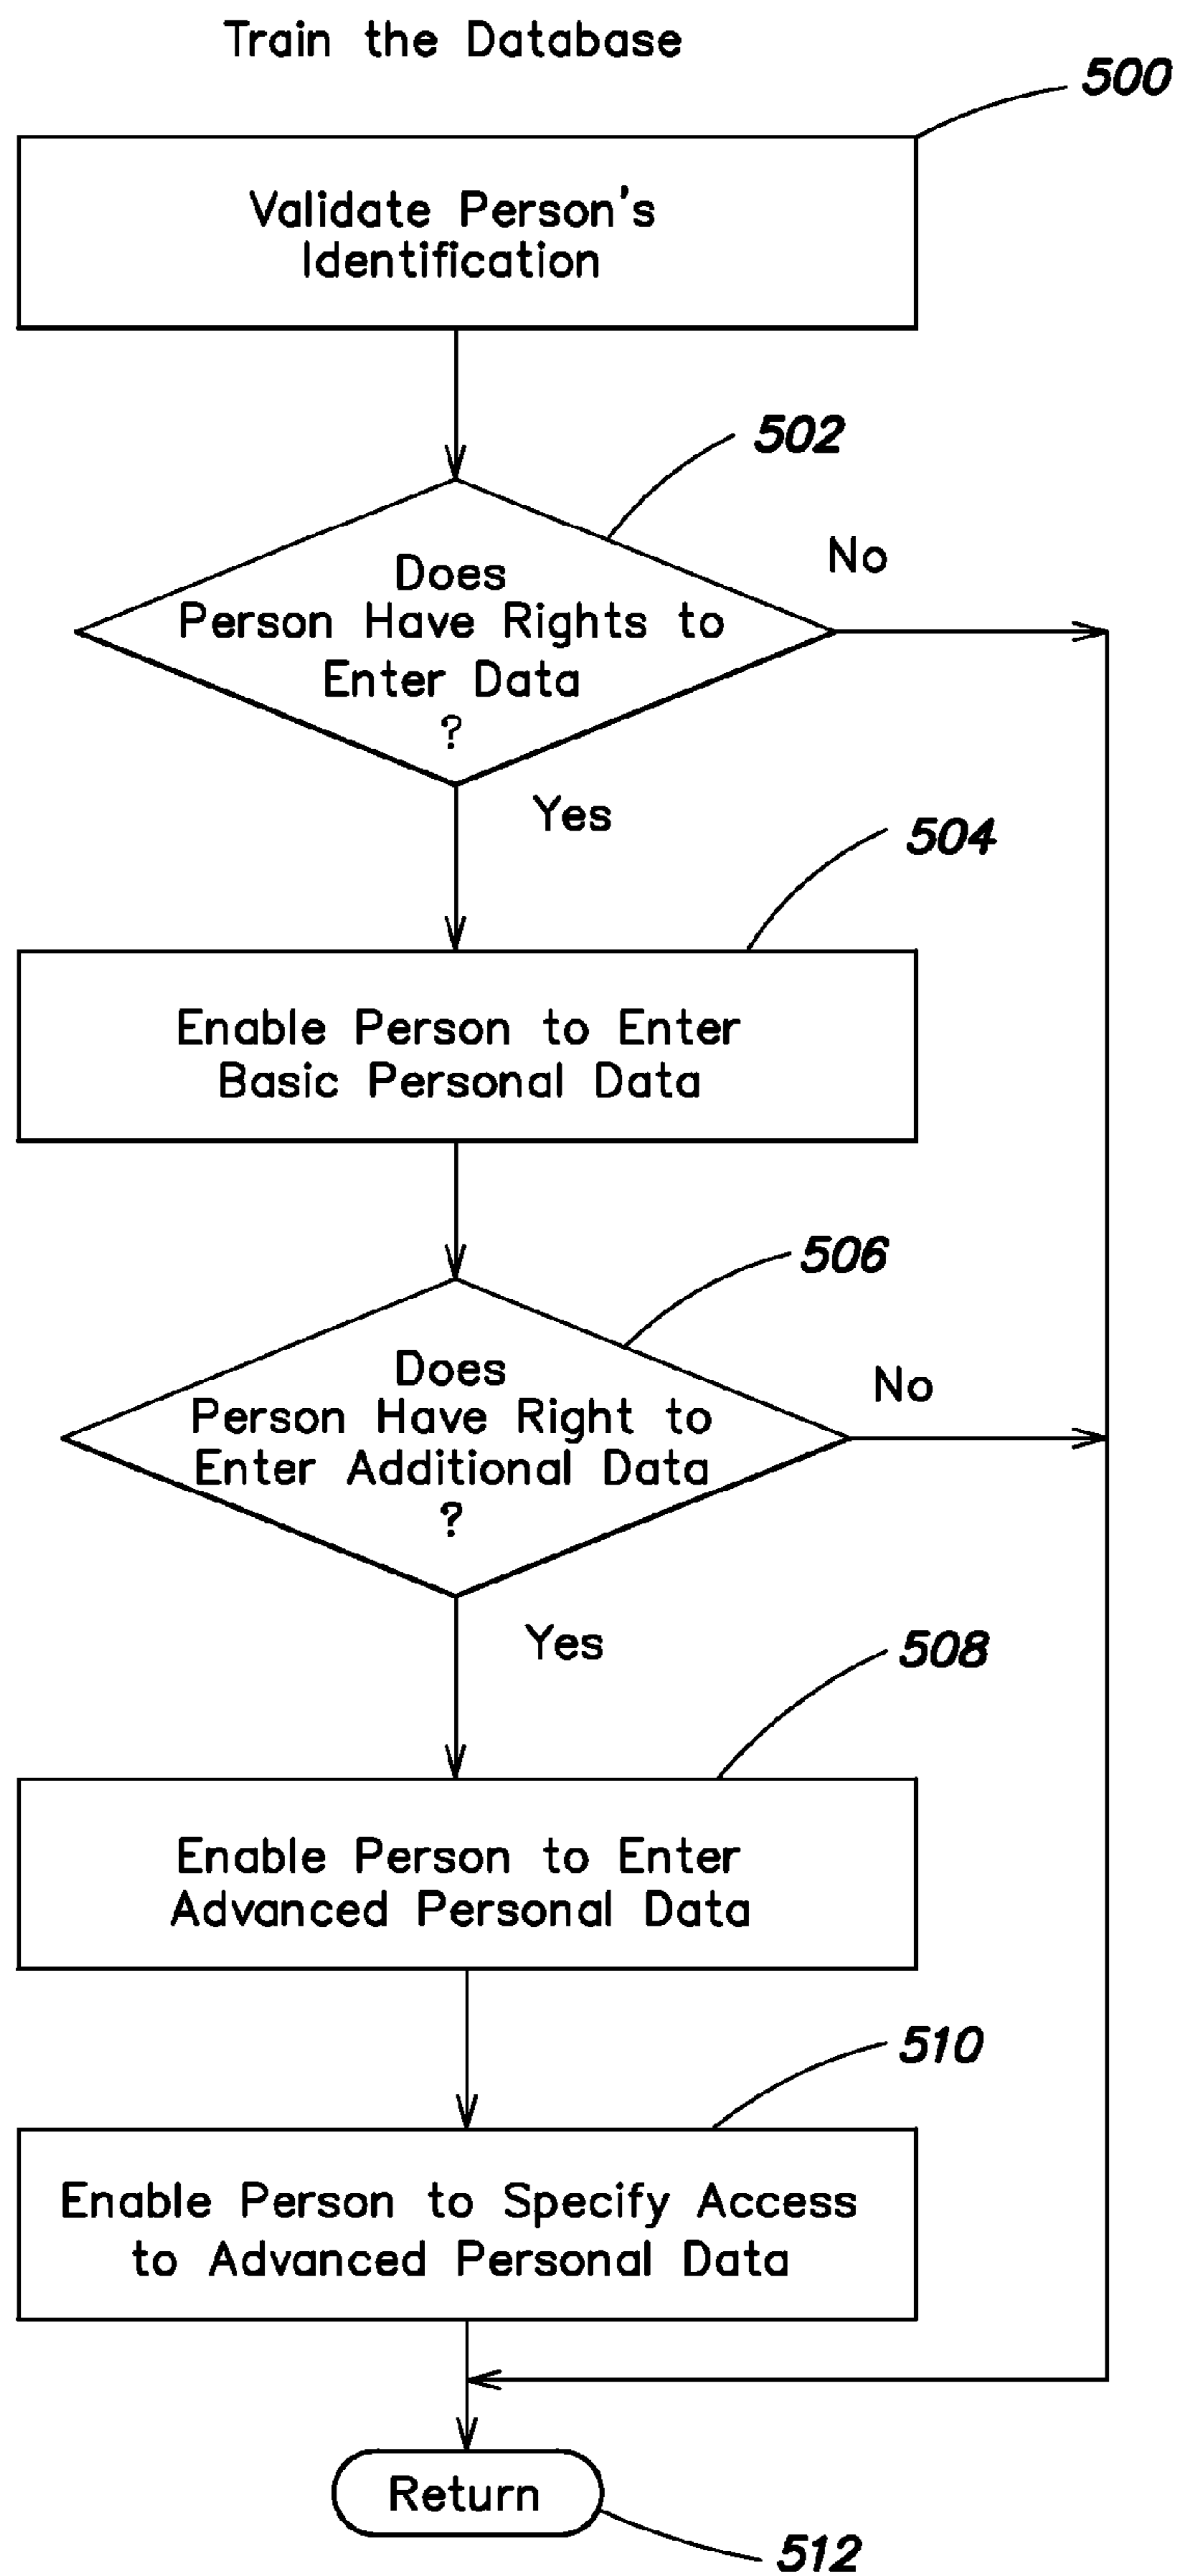 Train the Database
500
Validate Person's
Identification
502
Does
Person Have Rights to
Enter Data
?
No
Yes
504
Enable Person to Enter
Basic Personal Data
506
Does
Person Have Right to
Enter Additional Data
?
No
Yes
508
Enable Person to Enter
Advanced Personal Data
510
Enable Person to Specify Access
to Advanced Personal Data
Return
512